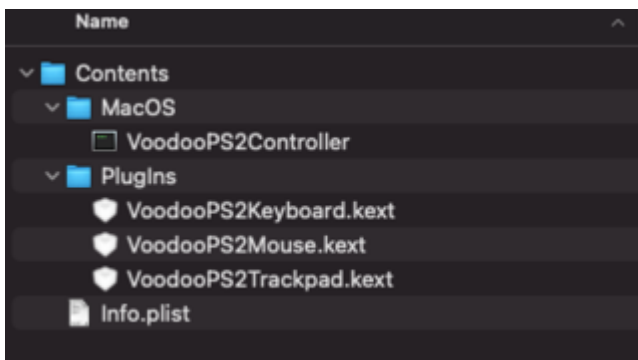 Name
Contents
MacOS
VoodooPS2Controller
PlugIns
VoodooPS2Keyboard.kext
VoodooPS2Mouse.kext
VoodooPS2Trackpad.kext
Info.plist